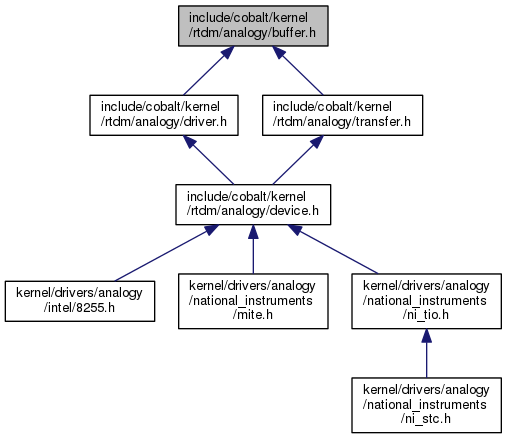 include/cobalt/kernel
/rtdm/analogy/buffer.h
include/cobalt/kernel
/rtdm/analogy/driver.h
include/cobalt/kernel
/rtdm/analogy/transfer.h
include/cobalt/kernel
/rtdm/analogy/device.h
kernel/drivers/analogy
/intel/8255.h
kernel/drivers/analogy
/national_instruments
/mite.h
kernel/drivers/analogy
/national_instruments
/ni_tio.h
kernel/drivers/analogy
/national_instruments
/ni_stc.h